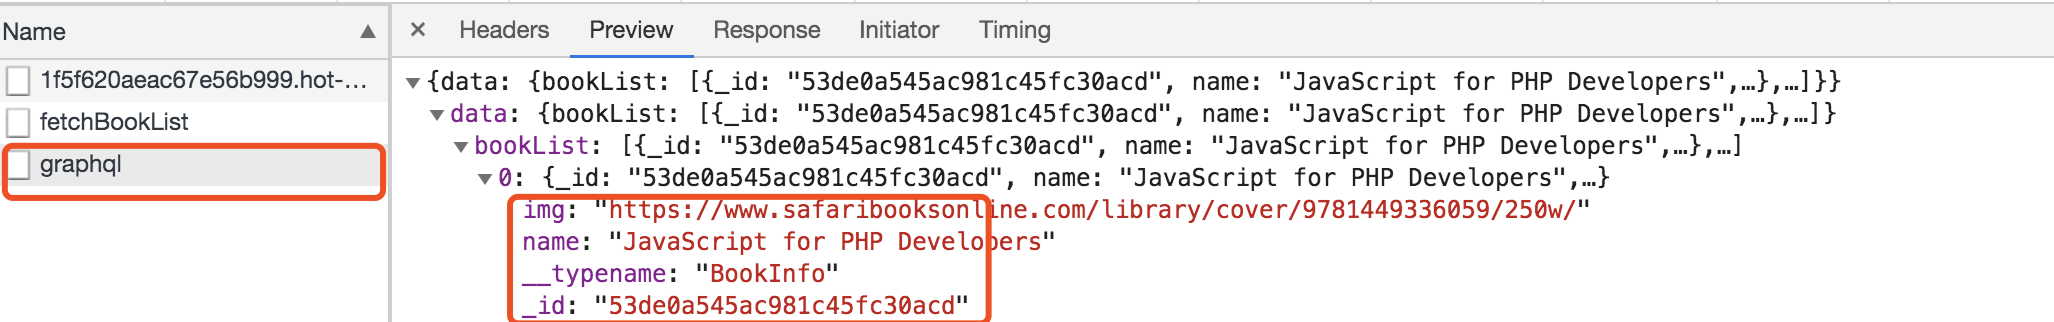 Name
1f5f620aeac67e56b999.hot-...
fetchBookList
graphql
× Headers Preview Response Initiator Timing
{data: {bookList: [{_id: "53de0a545ac981c45fc30acd", name: "JavaScript for PHP Developers",…},…]}}
data: {bookList: [{_id: "53de0a545ac981c45fc30acd", name: "JavaScript for PHP Developers",…},…]}
bookList: [{_id: "53de0a545ac981c45fc30acd", name: "JavaScript for PHP Developers",…},…]
0: {_id: "53de0a545ac981c45fc30acd", name: "JavaScript for PHP Developers",…}
img: "https://www.safaribooksonline.com/library/cover/9781449336059/250w/"
name: "JavaScript for PHP Developers"
__typename: "BookInfo"
_id: "53de0a545ac981c45fc30acd"